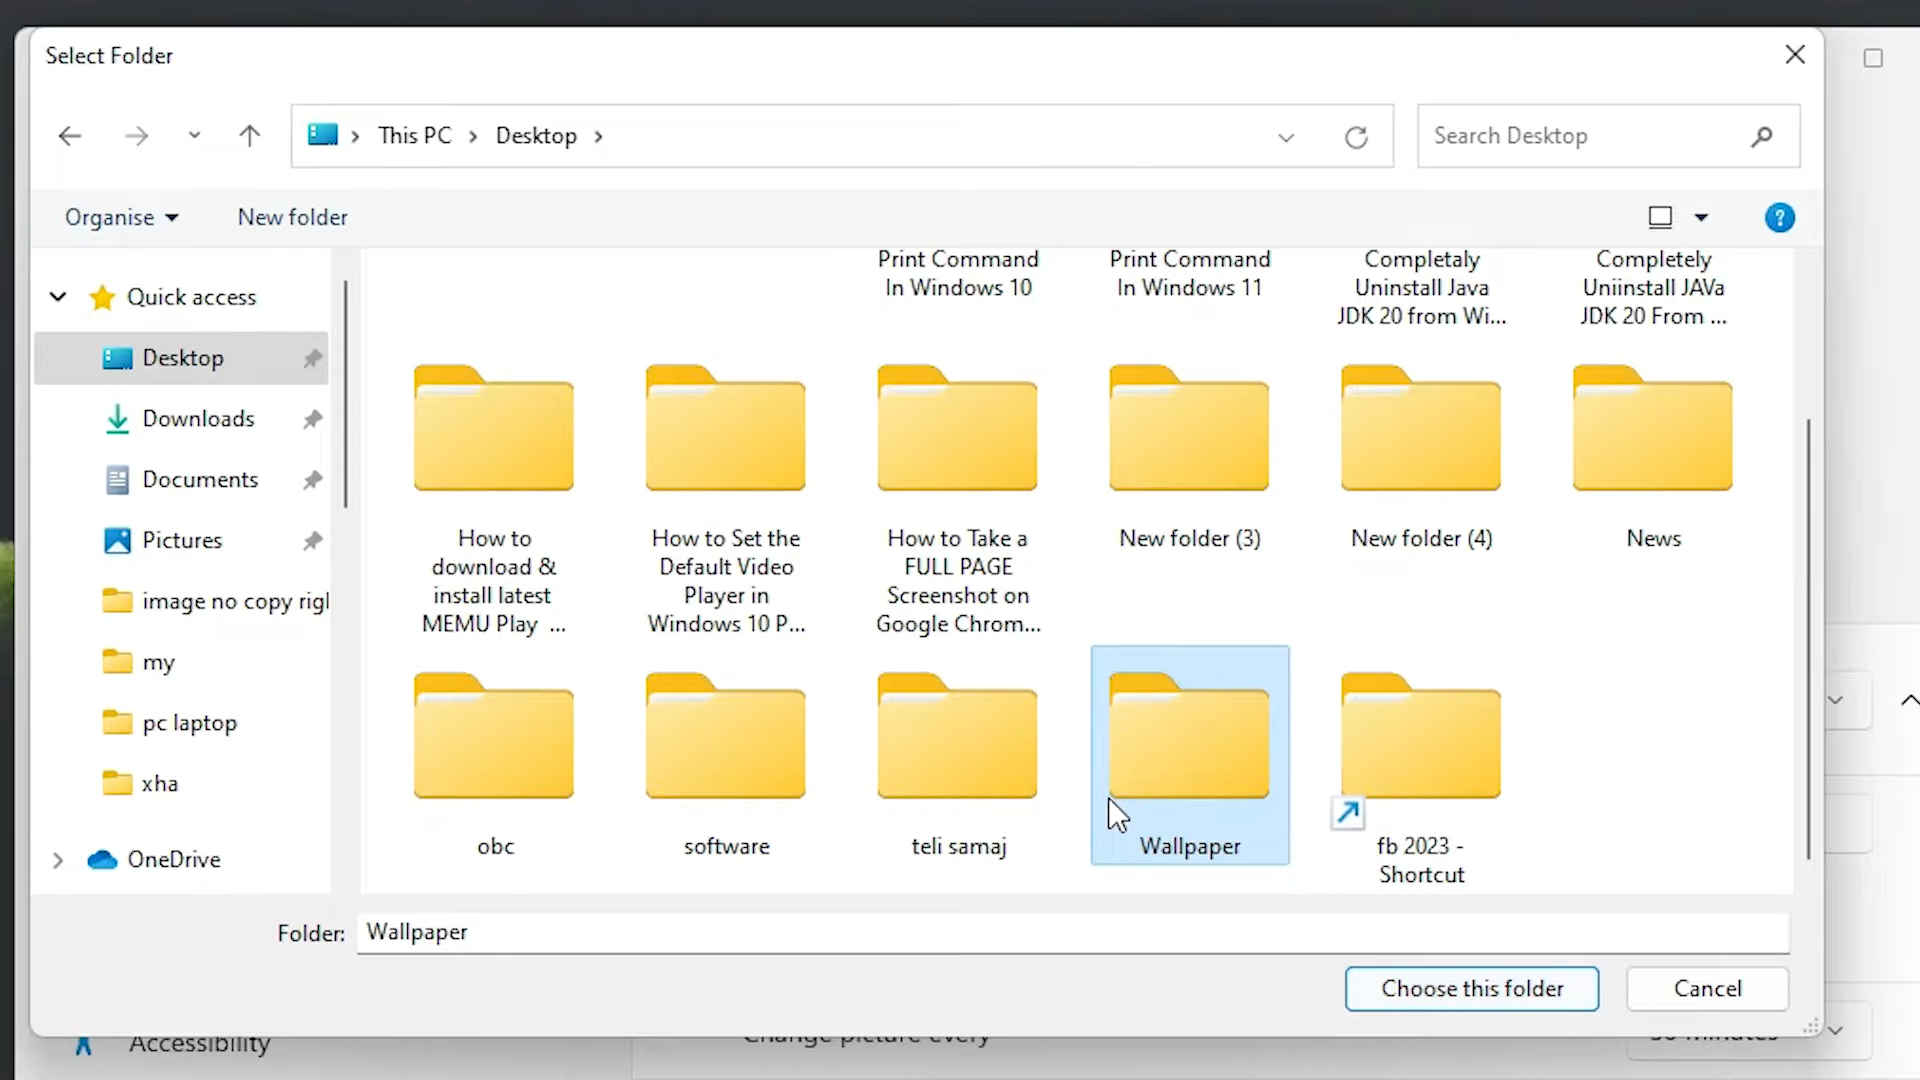 Select Folder
This PC
Desktop
Search Desktop
Organise
New folder
?
Quick access
Desktop
Downloads
Documents
Pictures
image no copy rig
my
pc laptop
xha
OneDrive
Print Command
In Windows 10
Print Command
In Windows 11
Completaly
Uninstall Java
JDK 20 from Wi...
Completely
Uniinstall JAVa
JDK 20 From ...
How to
download &
install latest
MEMU Play ...
How to Set the
Default Video
Player in
Windows 10 P...
How to Take a
FULL PAGE
Screenshot on
Google Chrom...
New folder (3)
New folder (4)
News
obc
software
teli samaj
Wallpaper
fb 2023 -
Shortcut
Folder:
Wallpaper
Choose this folder
Cancel
Accessibility
Change picture every
30 Minutes